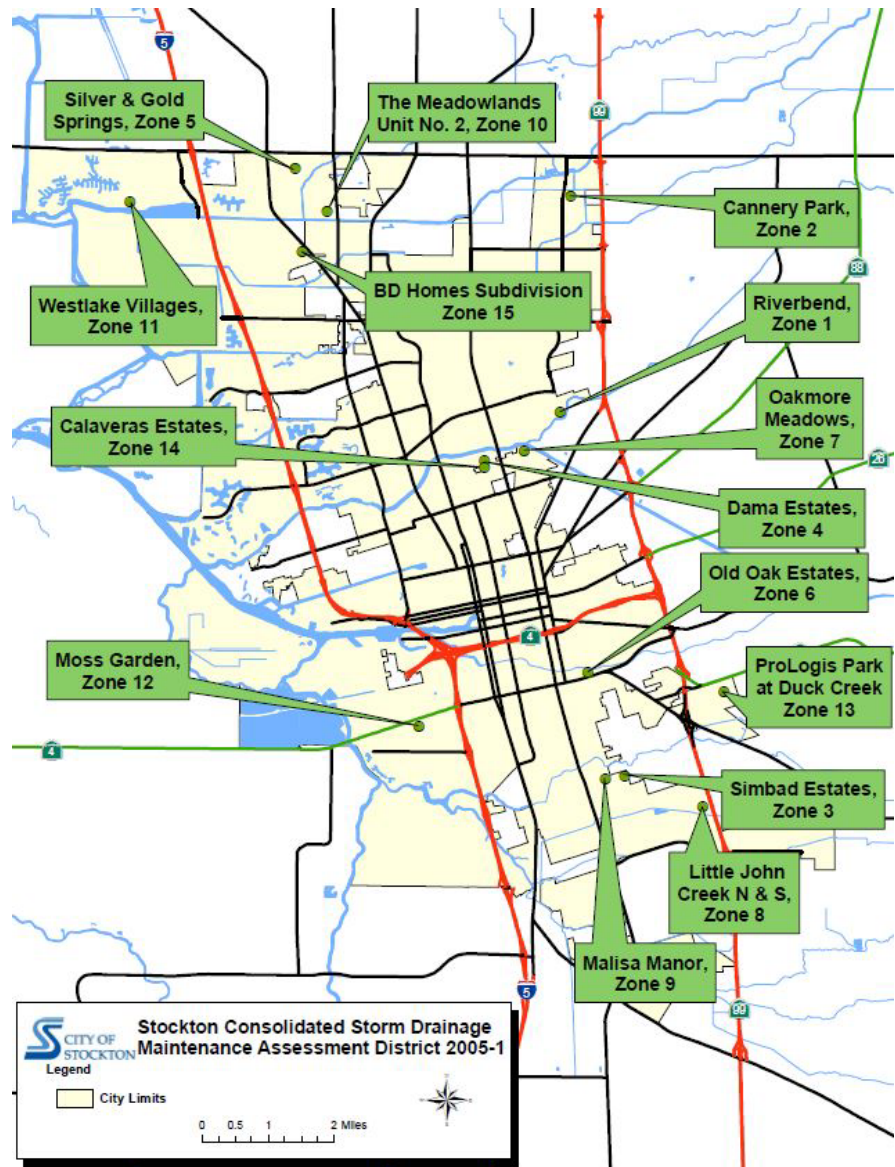 5
Silver & Gold
Springs, Zone 5
The Meadowlands
Unit No. 2, Zone 10
99
Cannery Park,
Zone 2
88
Westlake Villages,
Zone 11
BD Homes Subdivision
Zone 15
Riverbend,
Zone 1
Oakmore
Meadows,
Zone 7
Calaveras Estates,
Zone 14
26
Dama Estates,
Zone 4
Old Oak Estates,
Zone 6
4
Moss Garden,
Zone 12
ProLogis Park
at Duck Creek
Zone 13
4
Simbad Estates,
Zone 3
Little John
Creek N & S,
Zone 8
Malisa Manor,
Zone 9
5
99
CITY OF
STOCKTON
Stockton Consolidated Storm Drainage
Maintenance Assessment District 2005-1
Legend
City Limits
0 0.5 1 2 Miles